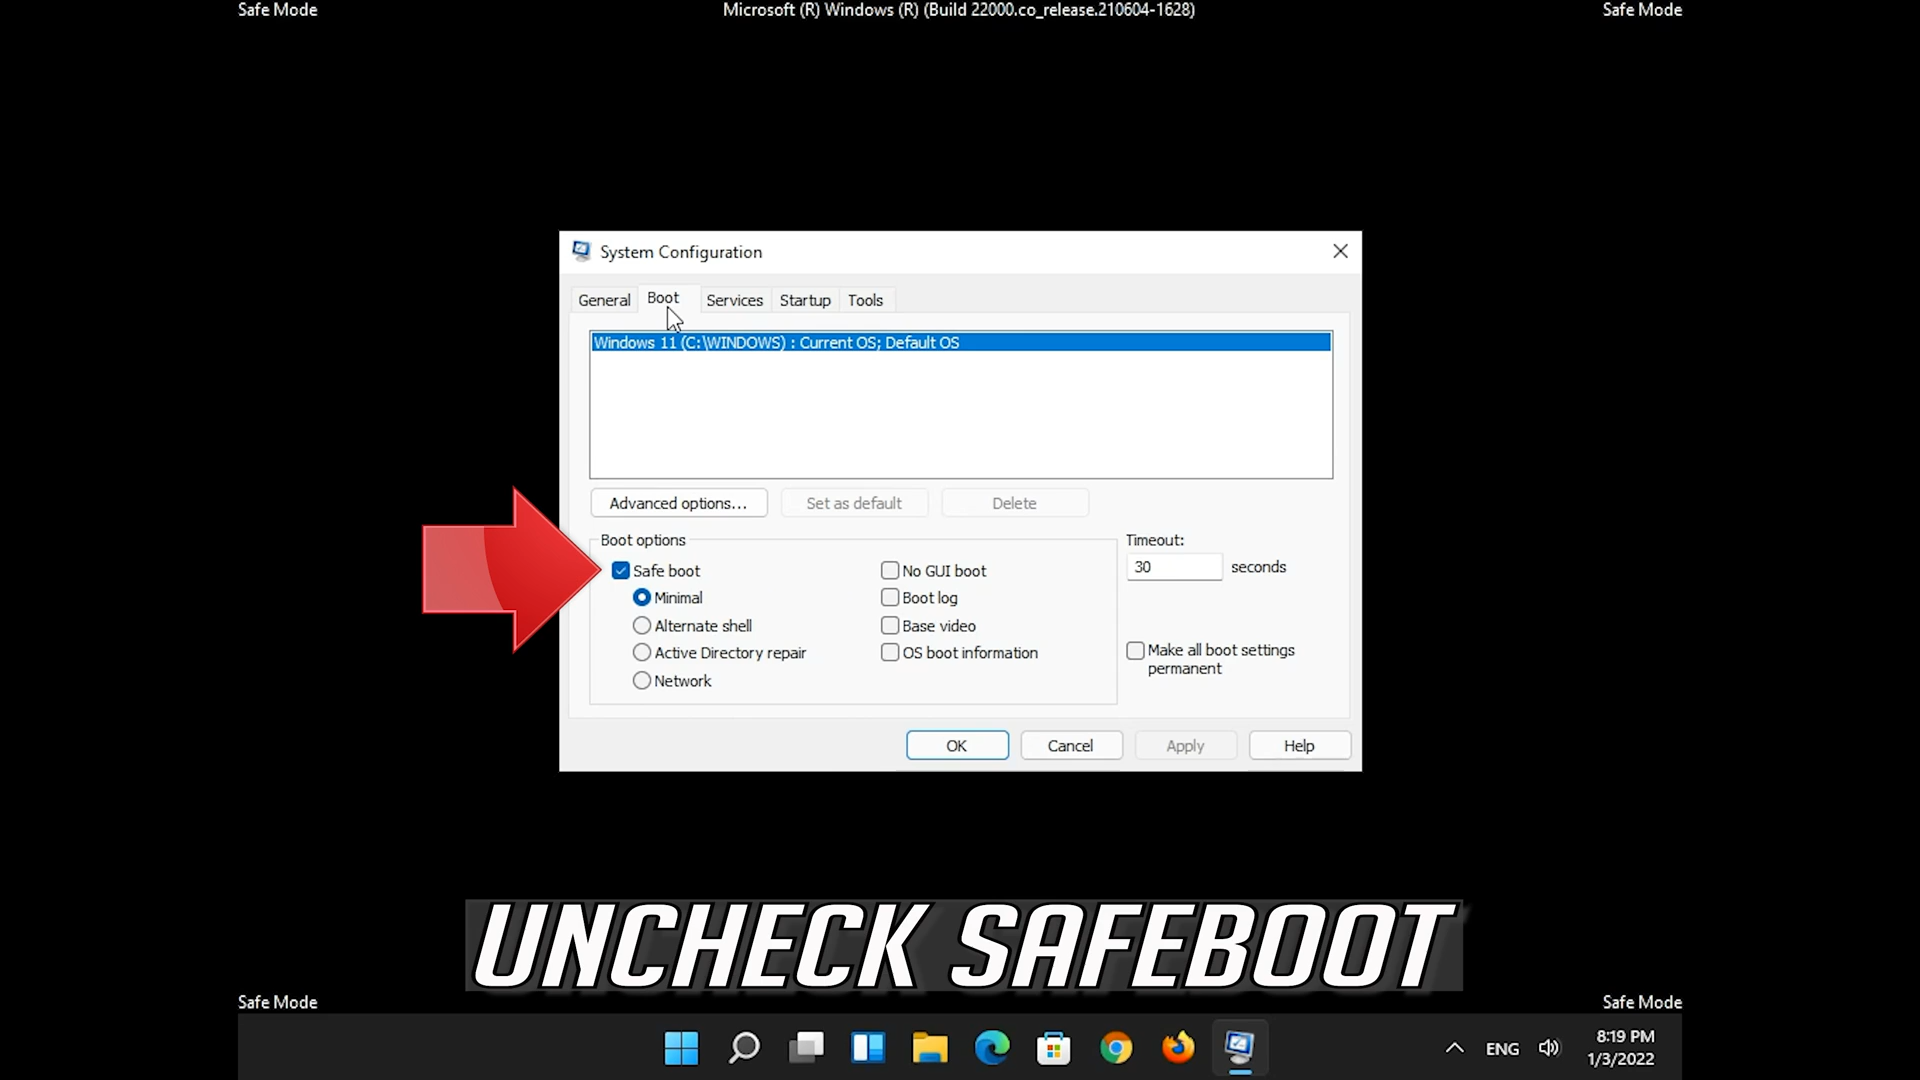 Safe Mode
Microsoft (R) Windows (R) (Build 22000.co_release.210604-1628)
Safe Mode
System Configuration
General
Boot
Services
Startup
Tools
Windows 11 (C:\WINDOWS) : Current OS; Default OS
Advanced options...
Set as default
Delete
Boot options
Safe boot
Minimal
Alternate shell
Active Directory repair
Network
No GUI boot
Boot log
Base video
OS boot information
Timeout:
30 seconds
Make all boot settings
permanent
OK
Cancel
Apply
Help
UNCHECK SAFEBOOT
Safe Mode
Safe Mode
ENG
8:19 PM
1/3/2022